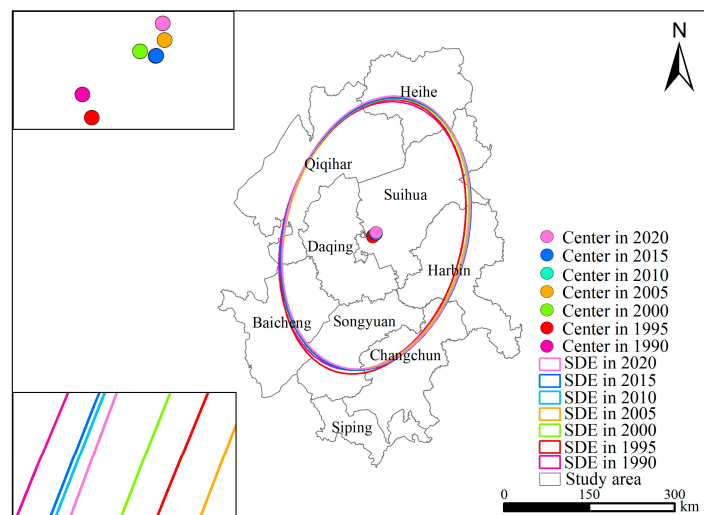 N
Heihe
Qiqihar
Suihua
Daqing
Harbin
Baicheng
Songyuan
Changchun
Siping
Center in 2020
Center in 2015
Center in 2010
Center in 2005
Center in 2000
Center in 1995
Center in 1990
SDE in 2020
SDE in 2015
SDE in 2010
SDE in 2005
SDE in 2000
SDE in 1995
SDE in 1990
Study area
0 150 300
km